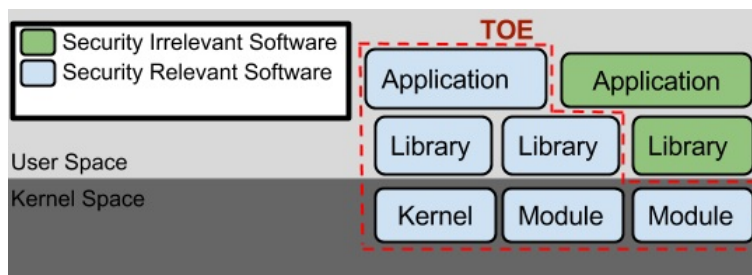 TOE
Security Irrelevant Software
Security Relevant Software
Application
Application
Library
Library
Library
User Space
Kernel Space
Kernel
Module
Module